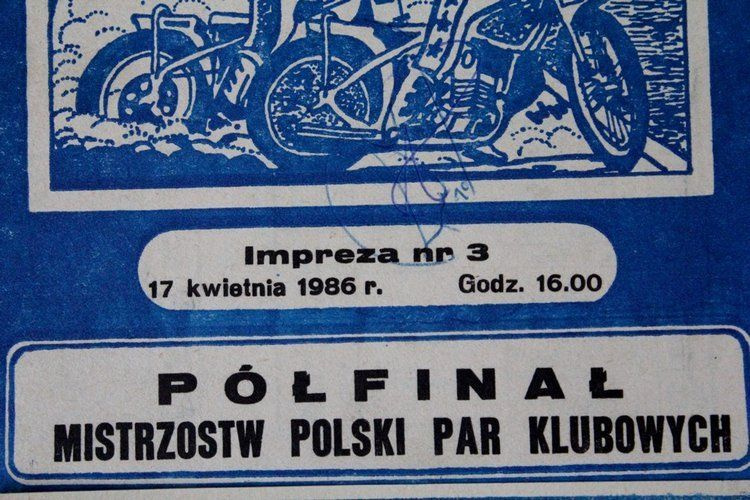 Impreza nr 3
17 kwietnia 1986 r. Godz. 16.00
PÓŁFINAŁ
MISTRZOSTW POLSKI PAR KLUBOWYCH